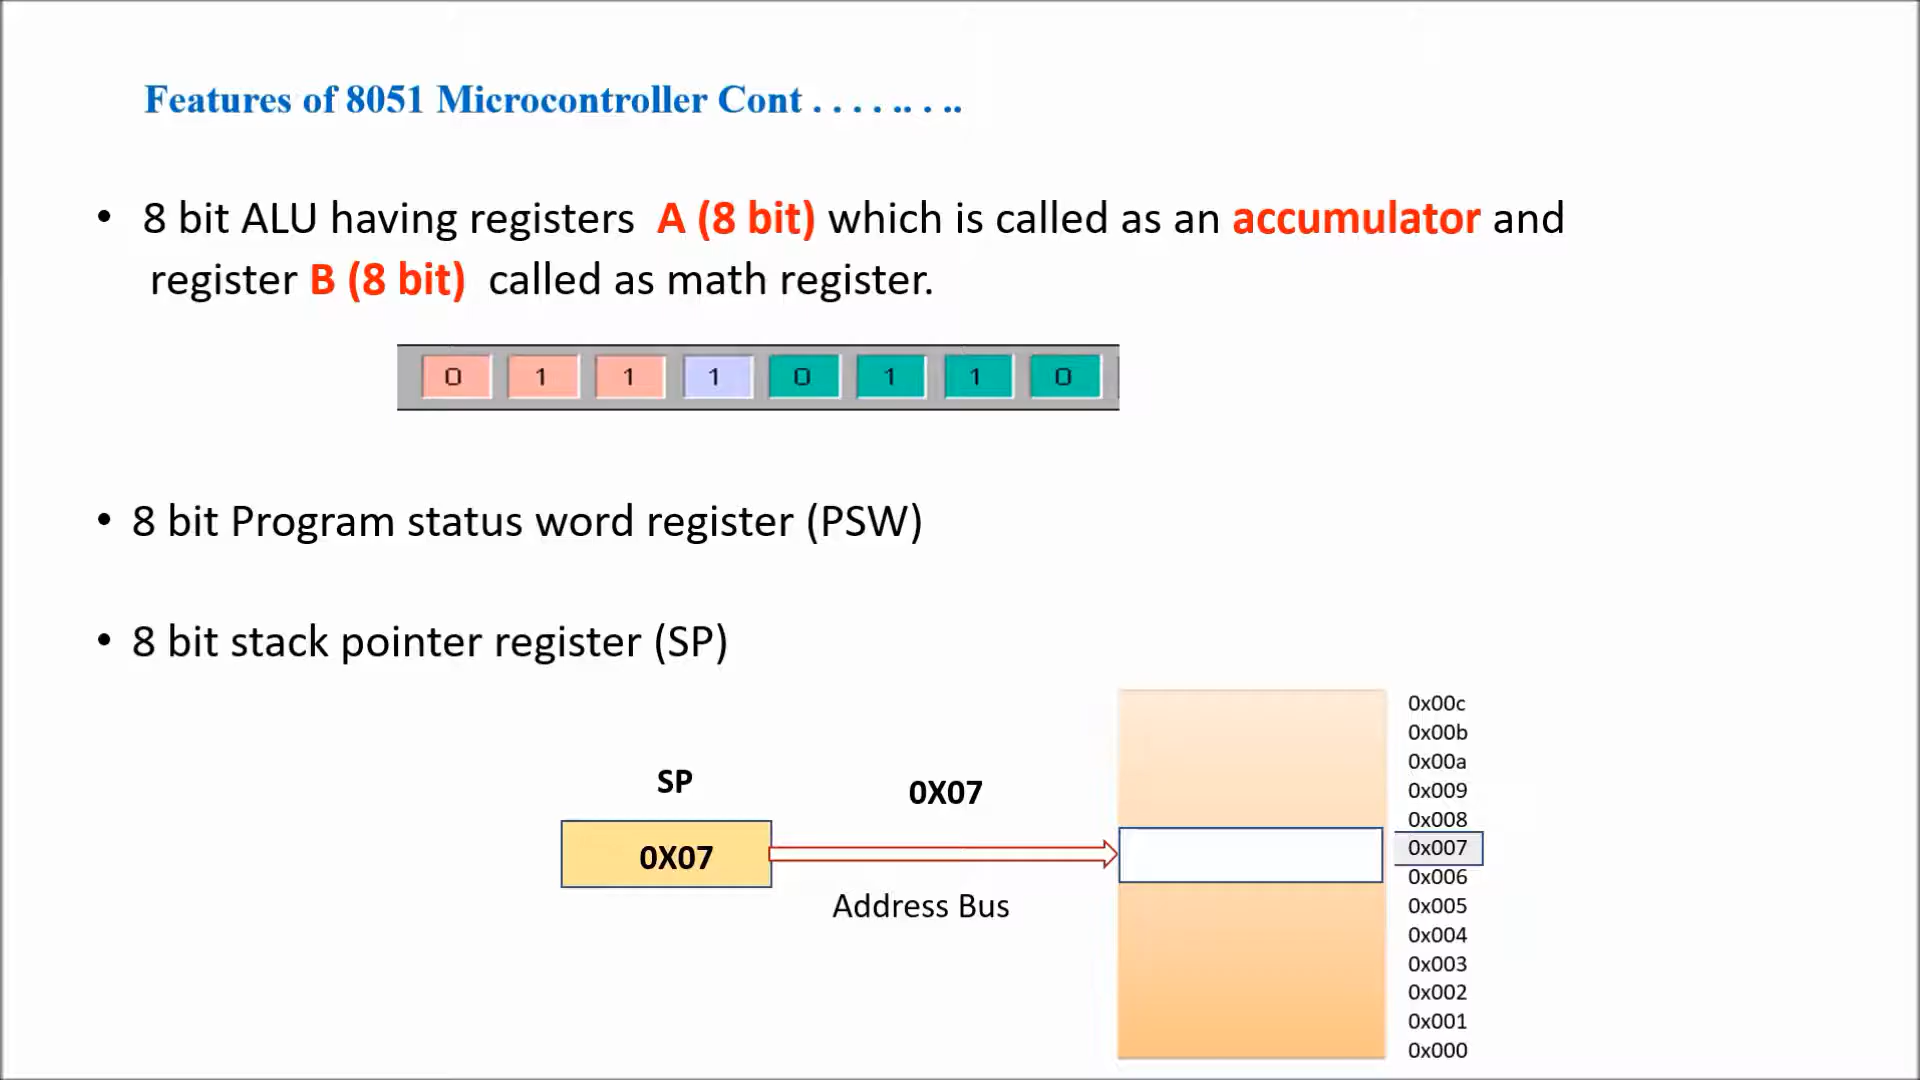 Features of 8051 Microcontroller Cont . . . . .. . ..
• 8 bit ALU having registers A (8 bit) which is called as an accumulator and
register B (8 bit) called as math register.
0 1 1 1 0 1 1 0
• 8 bit Program status word register (PSW)
• 8 bit stack pointer register (SP)
SP
0X07
0X07
Address Bus
0x00c
0x00b
0x00a
0x009
0x008
0x007
0x006
0x005
0x004
0x003
0x002
0x001
0x000